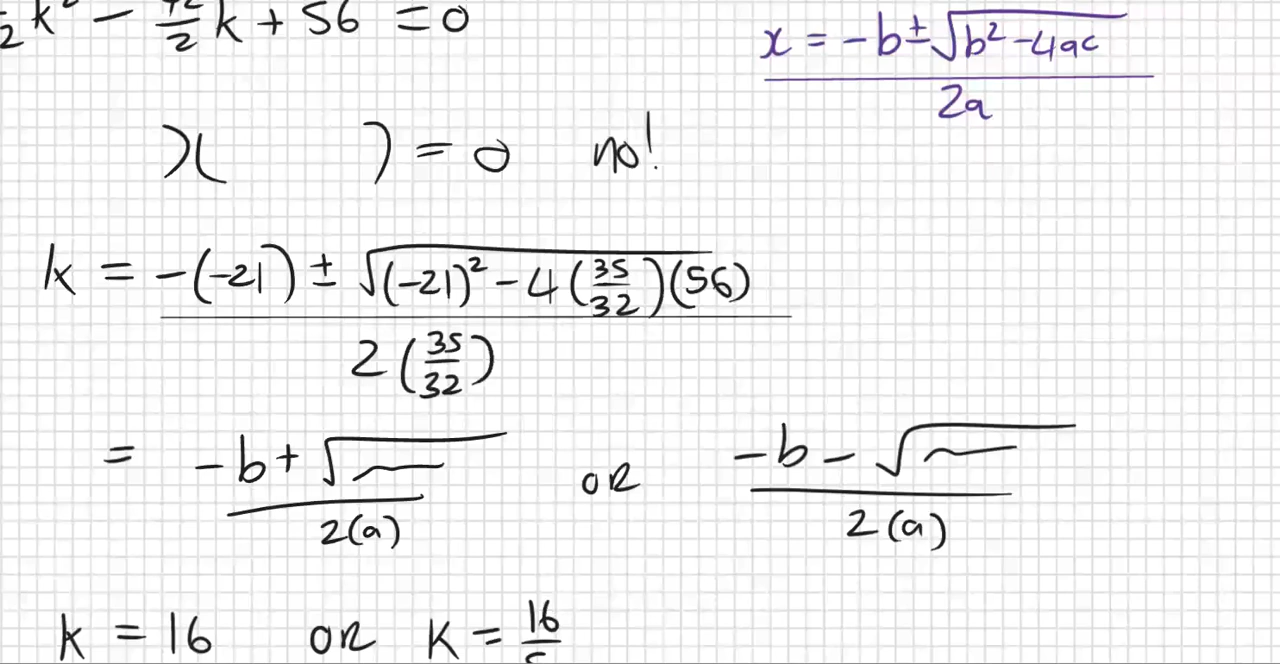 k² - /2 k + 56 = 0
x = -b ± √b² - 4ac
2a
)( ) = 0 no!
k = -(-21) ± √(-21)² - 4(35/32)(56)
2(35/32)
= -b + √ or -b - √
2(a) 2(a)
k = 16 or k = 16